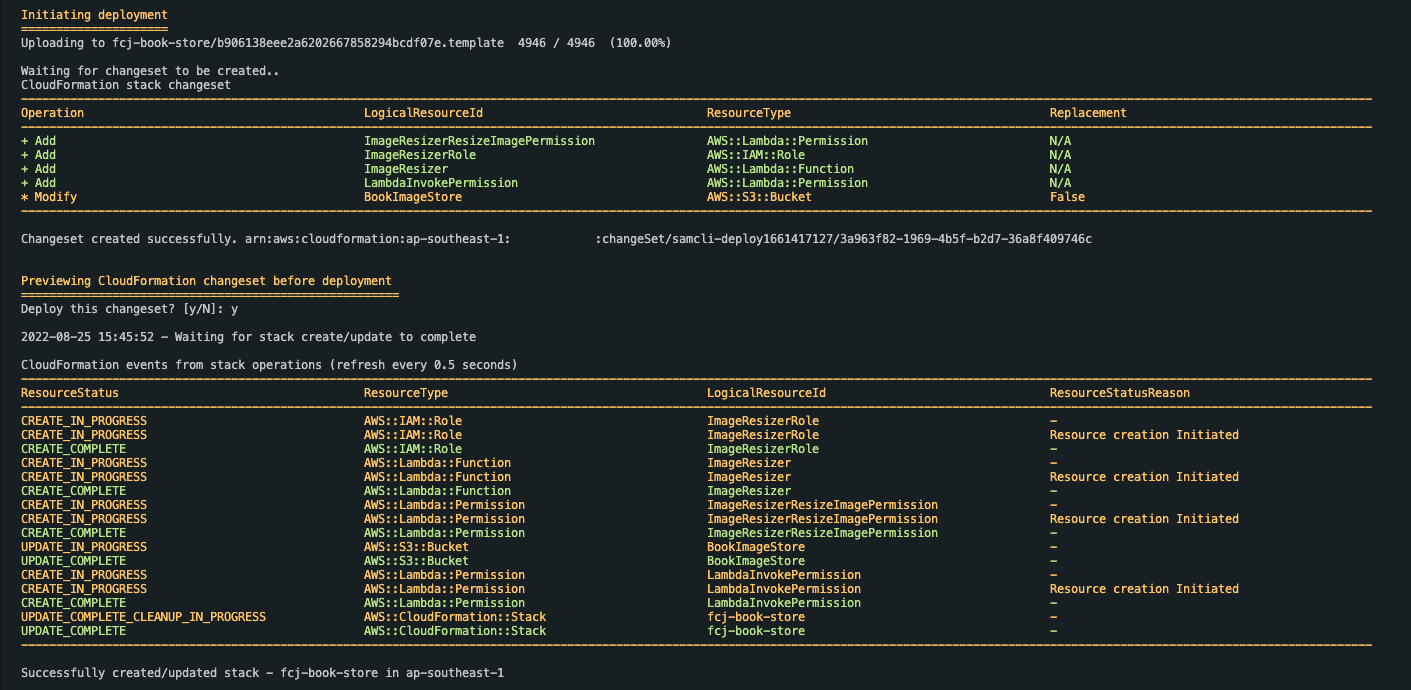 Initiating deployment
=====================
Uploading to fcj-book-store/b906138eee2a6202667858294bcdf07e.template  4946 / 4946  (100.00%)
Waiting for changeset to be created..
CloudFormation stack changeset
Operation LogicalResourceId ResourceType Replacement
+ Add ImageResizerResizeImagePermission AWS::Lambda::Permission N/A
+ Add ImageResizerRole AWS::IAM::Role N/A
+ Add ImageResizer AWS::Lambda::Function N/A
+ Add LambdaInvokePermission AWS::Lambda::Permission N/A
* Modify BookImageStore AWS::S3::Bucket False
Changeset created successfully. arn:aws:cloudformation:ap-southeast-1: :changeSet/samcli-deploy1661417127/3a963f82-1969-4b5f-b2d7-36a8f409746c
Previewing CloudFormation changeset before deployment
======================================================
Deploy this changeset? [y/N]: y
2022-08-25 15:45:52 - Waiting for stack create/update to complete
CloudFormation events from stack operations (refresh every 0.5 seconds)
ResourceStatus ResourceType LogicalResourceId ResourceStatusReason
CREATE_IN_PROGRESS AWS::IAM::Role ImageResizerRole -
CREATE_IN_PROGRESS AWS::IAM::Role ImageResizerRole Resource creation Initiated
CREATE_COMPLETE AWS::IAM::Role ImageResizerRole -
CREATE_IN_PROGRESS AWS::Lambda::Function ImageResizer -
CREATE_IN_PROGRESS AWS::Lambda::Function ImageResizer Resource creation Initiated
CREATE_COMPLETE AWS::Lambda::Function ImageResizer -
CREATE_IN_PROGRESS AWS::Lambda::Permission ImageResizerResizeImagePermission -
CREATE_IN_PROGRESS AWS::Lambda::Permission ImageResizerResizeImagePermission Resource creation Initiated
CREATE_COMPLETE AWS::Lambda::Permission ImageResizerResizeImagePermission -
UPDATE_IN_PROGRESS AWS::S3::Bucket BookImageStore -
UPDATE_COMPLETE AWS::S3::Bucket BookImageStore -
CREATE_IN_PROGRESS AWS::Lambda::Permission LambdaInvokePermission -
CREATE_IN_PROGRESS AWS::Lambda::Permission LambdaInvokePermission Resource creation Initiated
CREATE_COMPLETE AWS::Lambda::Permission LambdaInvokePermission -
UPDATE_COMPLETE_CLEANUP_IN_PROGRESS AWS::CloudFormation::Stack fcj-book-store -
UPDATE_COMPLETE AWS::CloudFormation::Stack fcj-book-store -
Successfully created/updated stack - fcj-book-store in ap-southeast-1